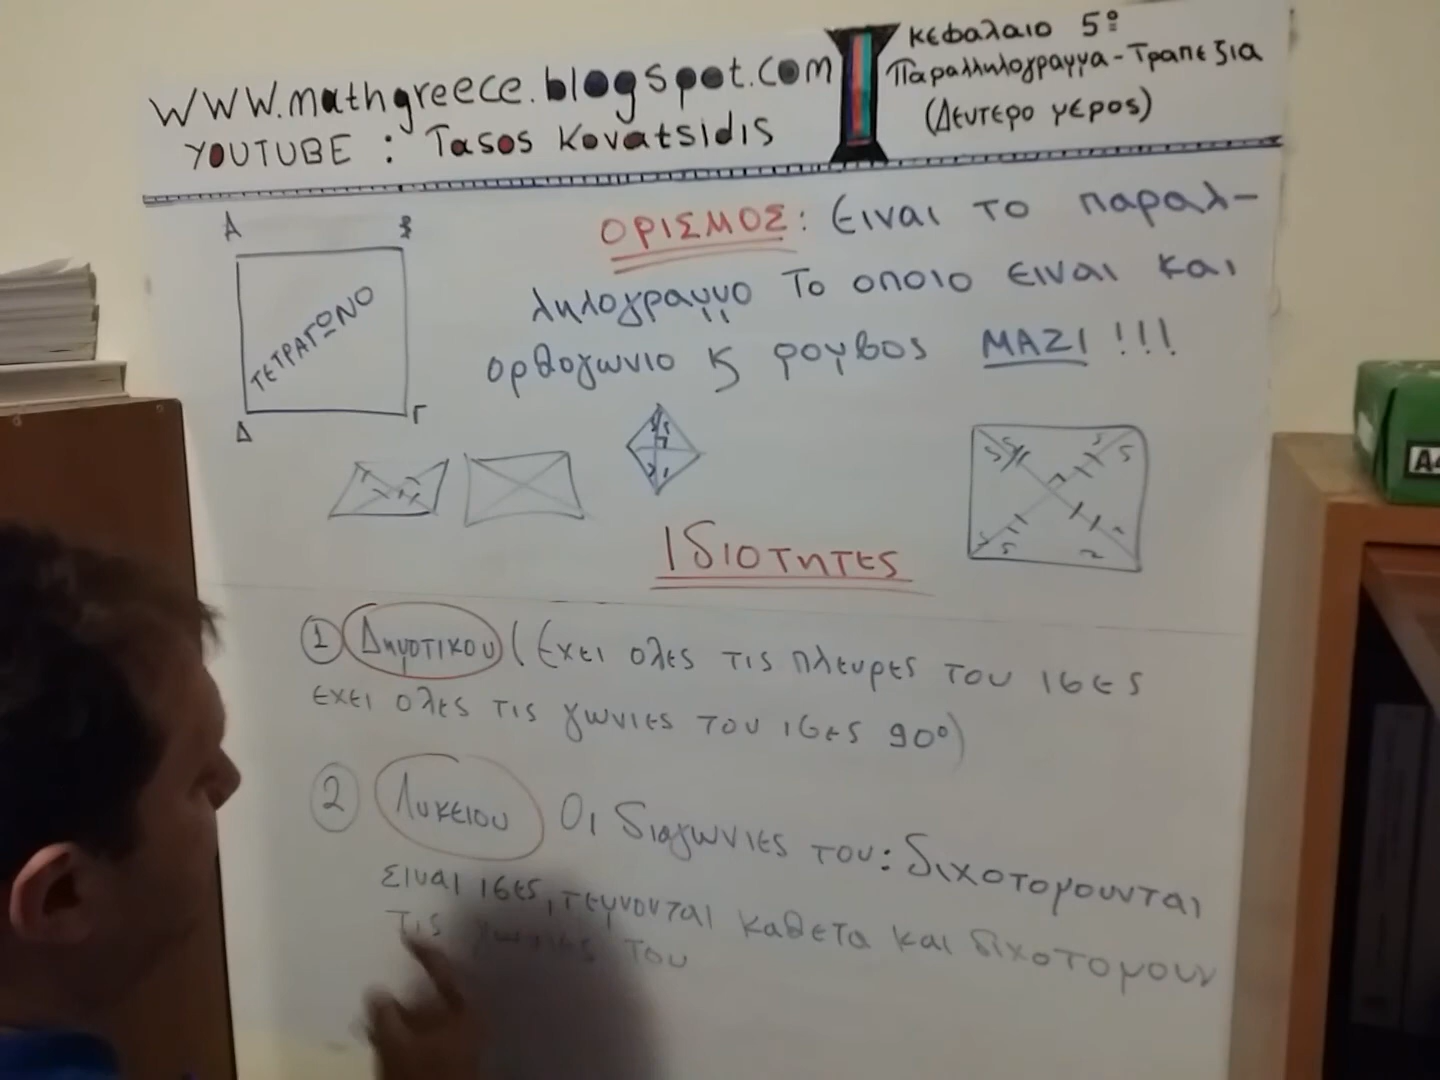 www.mathgreece.blogspot.com
YOUTUBE : Tasos Kovatsidis
κεφαλαιο 5º
Παραλληλογραμμα-Τραπεζια
(Δευτερο μερος)
A
B
ΤΕΤΡΑΓΩΝΟ
Δ
Γ
ΟΡΙΣΜΟΣ: Ειναι το παραλ-
ληλογραμμο Το οποιο ειναι και
ορθογωνιο ϗ ρομβος ΜΑΖΙ !!!
Ιδιοτητες
① Δημοτικου (Εχει ολες τις πλευρες του ισες
εχει ολες τις γωνιες του ισες 90°)
② Λυκειου Οι διαγωνιες του: διχοτομουνται
ειναι ισες, τεμνονται καθετα και διχοτομουν
τις γωνιες του
A4